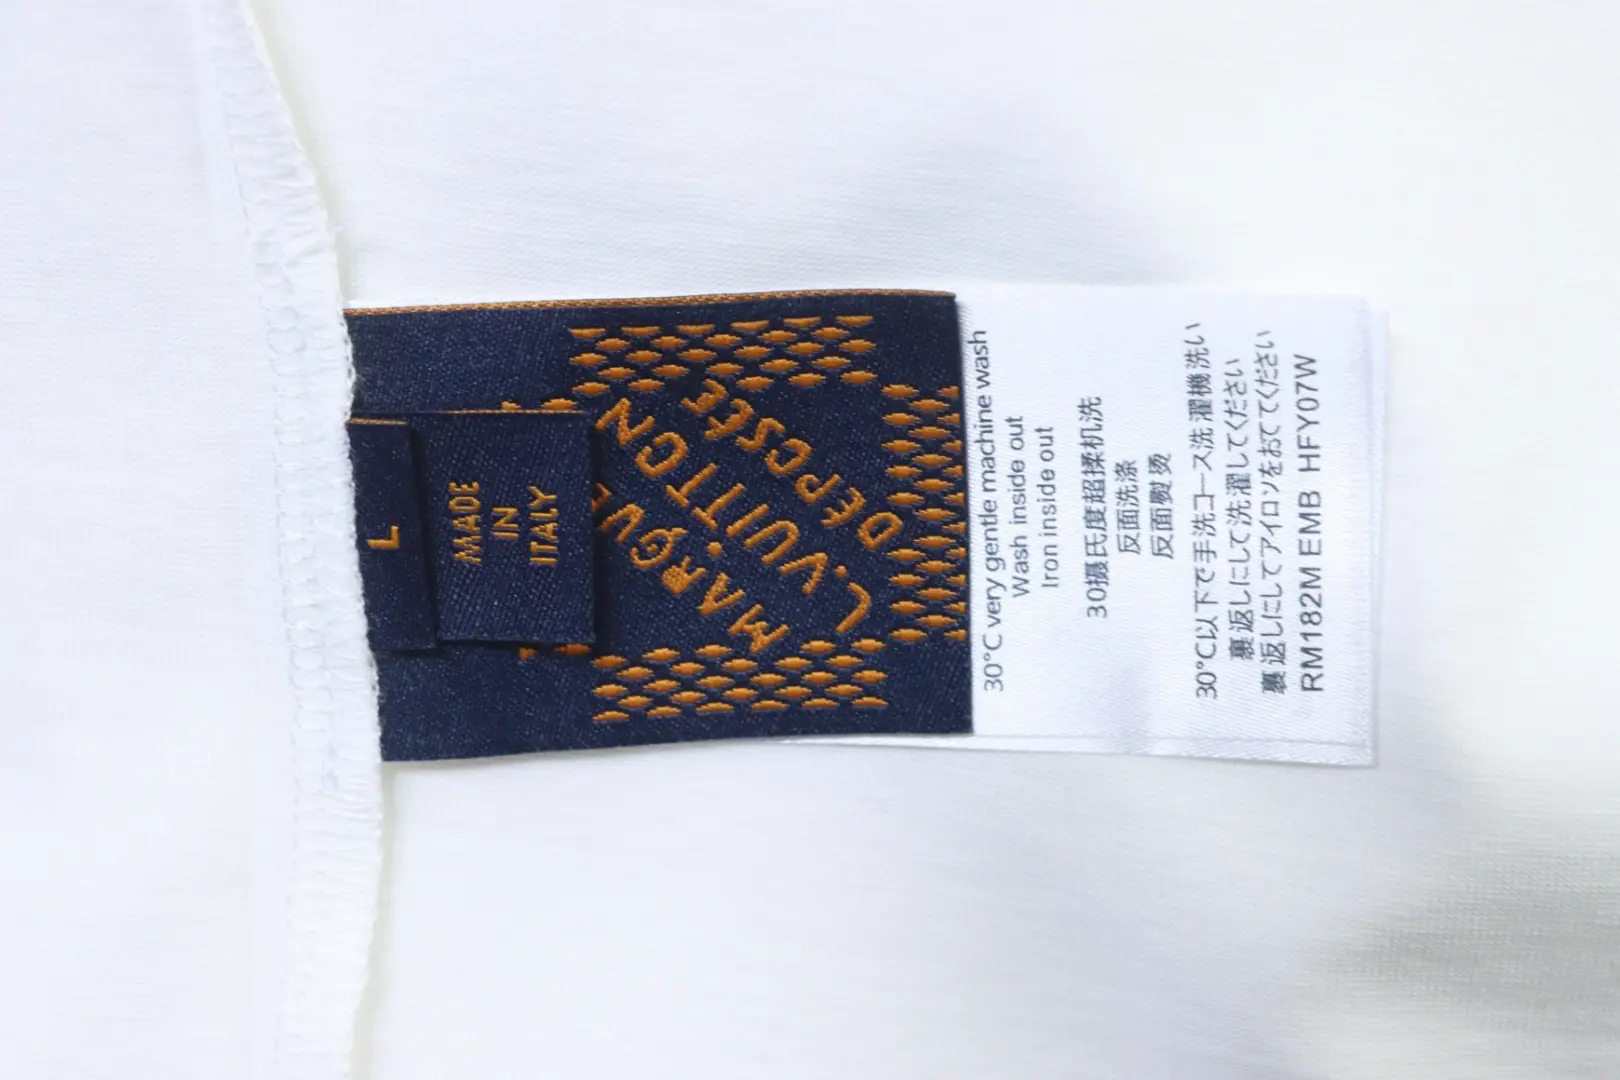 L
MADE
IN
ITALY
MARQVE
L.VUITTON
DÉPOSÉE
30°C very gentle machine wash
Wash inside out
Iron inside out
30摄氏度超揉机洗
反面洗涤
反面熨烫
30°C以下で手洗コース洗濯機洗い
裏返しにして洗濯してください
裏返しにしてアイロンをおてください
RM182M EMB HFY07W